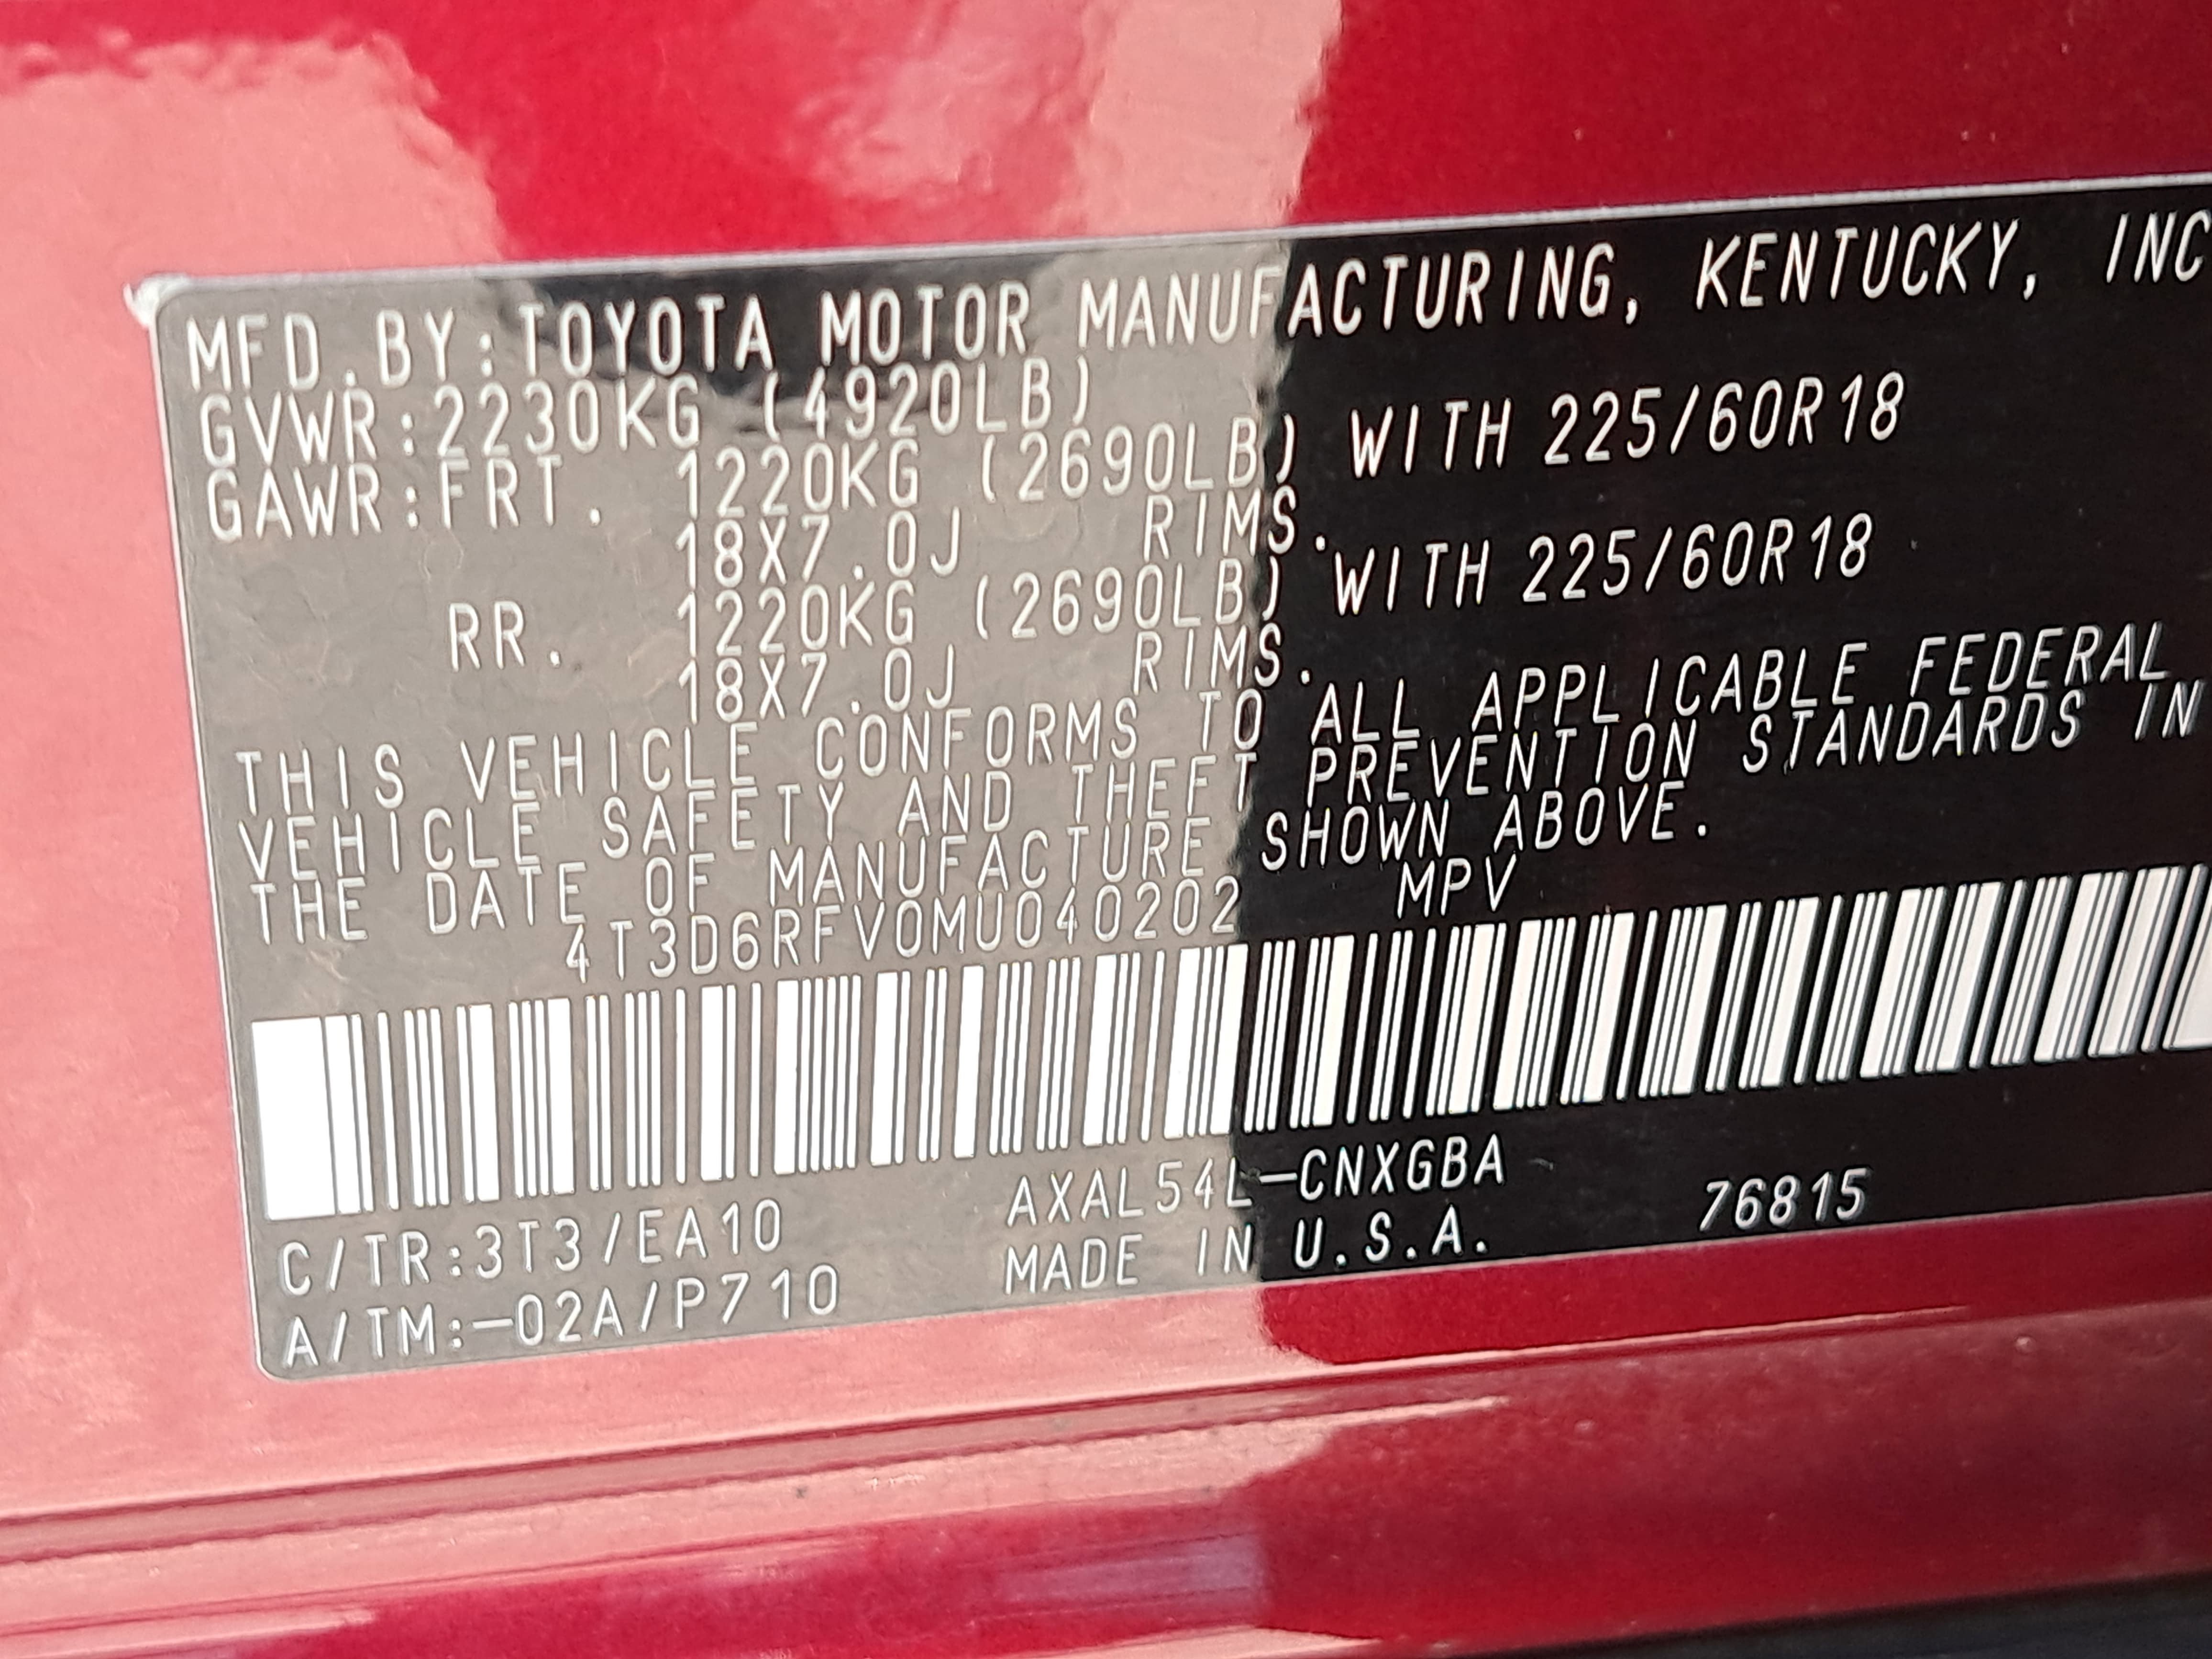 MFD.BY:TOYOTA MOTOR MANUFACTURING, KENTUCKY, INC
GVWR:2230KG (4920LB)
GAWR:FRT. 1220KG (2690LB) WITH 225/60R18
18X7.0J RIMS.
RR. 1220KG (2690LB) WITH 225/60R18
18X7.0J RIMS.
THIS VEHICLE CONFORMS TO ALL APPLICABLE FEDERAL
VEHICLE SAFETY AND THEFT PREVENTION STANDARDS IN
THE DATE OF MANUFACTURE SHOWN ABOVE.
4T3D6RFV0MU040202 MPV
C/TR:3T3/EA10 AXAL54L-CNXGBA
A/TM:-02A/P710 MADE IN U.S.A. 76815